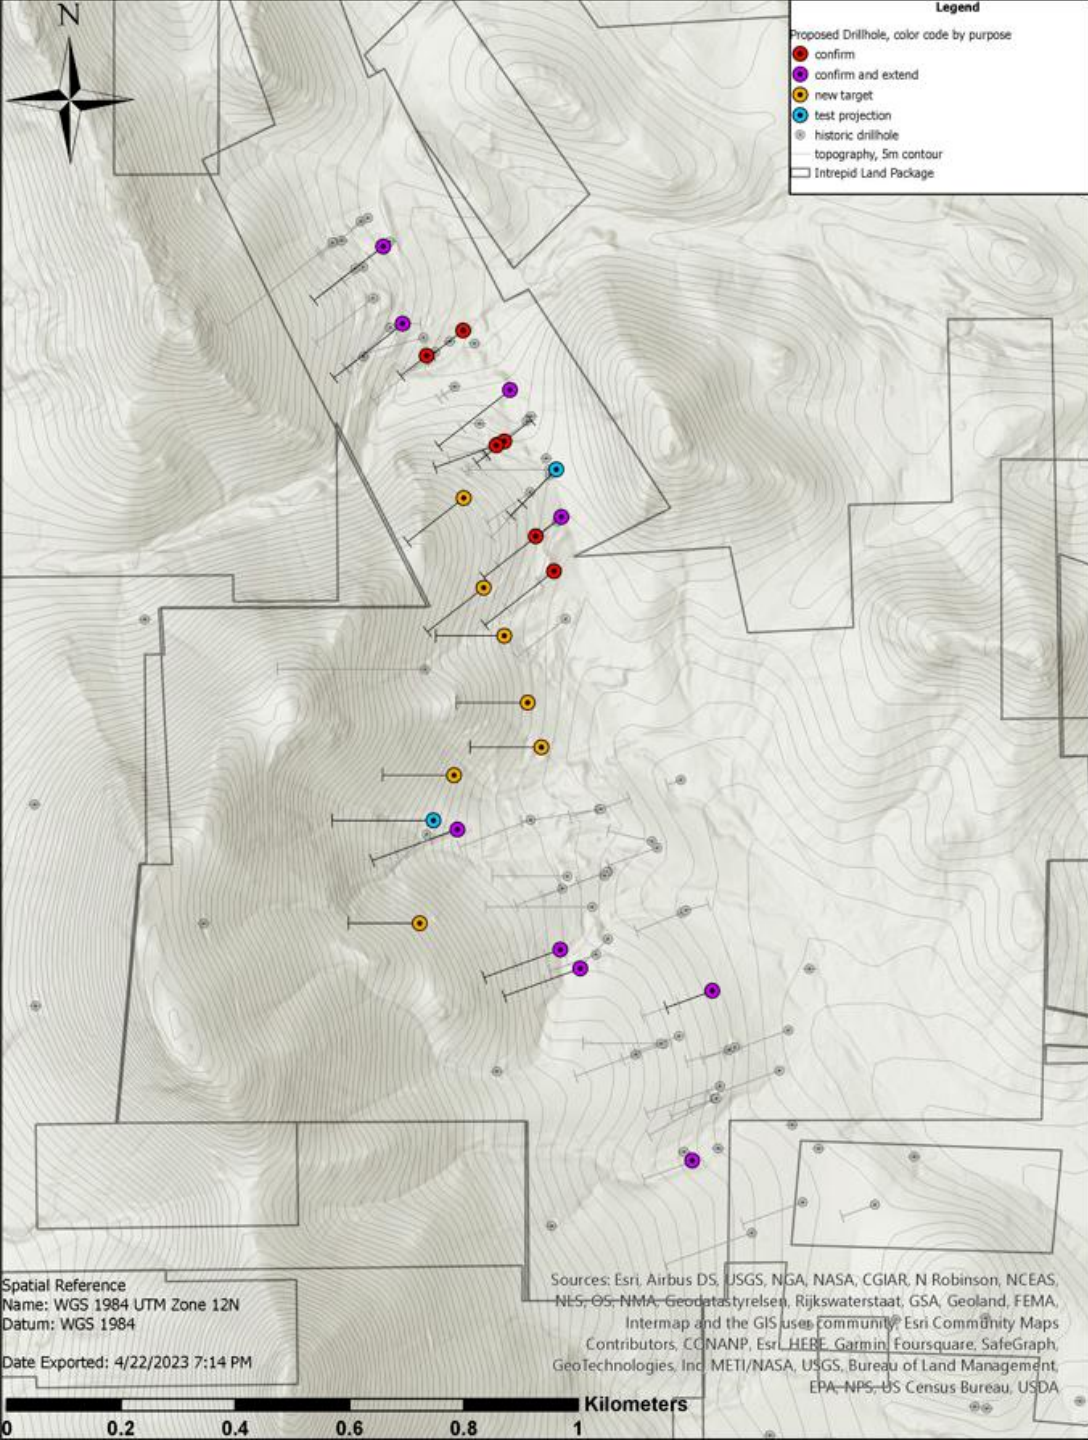 N
Legend
Proposed Drillhole, color code by purpose
confirm
confirm and extend
new target
test projection
historic drillhole
topography, 5m contour
Intrepid Land Package
Spatial Reference
Name: WGS 1984 UTM Zone 12N
Datum: WGS 1984
Date Exported: 4/22/2023 7:14 PM
Sources: Esri, Airbus DS, USGS, NGA, NASA, CGIAR, N Robinson, NCEAS,
NLS, OS, NMA, Geodatastyrelsen, Rijkswaterstaat, GSA, Geoland, FEMA,
Intermap and the GIS user community, Esri Community Maps
Contributors, CONANP, Esri, HERE, Garmin, Foursquare, SafeGraph,
GeoTechnologies, Inc, METI/NASA, USGS, Bureau of Land Management,
EPA, NPS, US Census Bureau, USDA
Kilometers
0 0.2 0.4 0.6 0.8 1